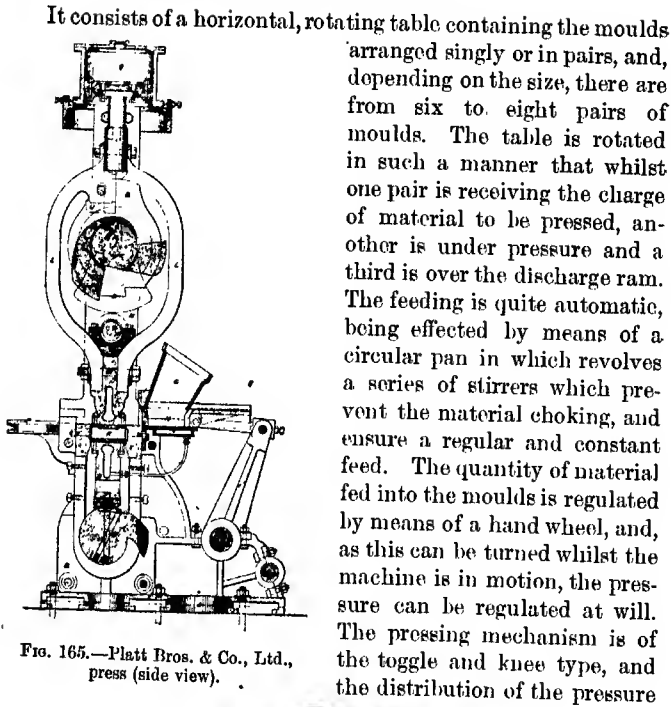 It consists of a horizontal, rotating table containing the moulds
arranged singly or in pairs, and,
depending on the size, there are
from six to eight pairs of
moulds. The table is rotated
in such a manner that whilst
one pair is receiving the charge
of material to be pressed, an-
other is under pressure and a
third is over the discharge ram.
The feeding is quite automatic,
being effected by means of a
circular pan in which revolves
a series of stirrers which pre-
vent the material choking, and
ensure a regular and constant
feed. The quantity of material
fed into the moulds is regulated
by means of a hand wheel, and,
as this can be turned whilst the
machine is in motion, the pres-
sure can be regulated at will.
The pressing mechanism is of
the toggle and knee type, and
the distribution of the pressure
Fig. 165.—Platt Bros. & Co., Ltd.,
press (side view).